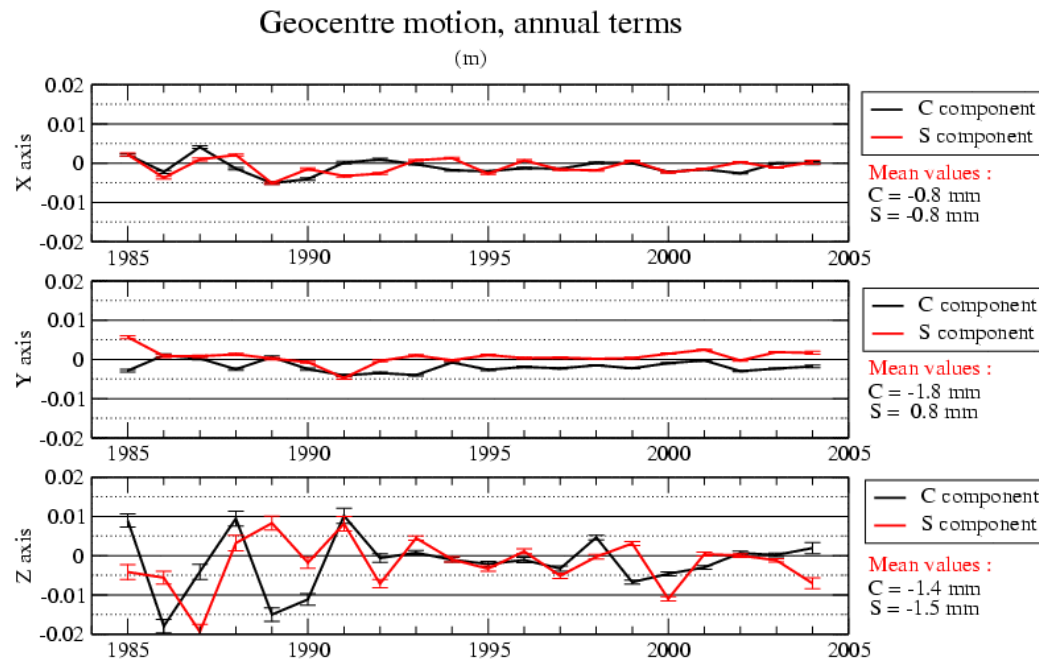 Geocentre motion, annual terms
(m)
X axis
0.02
0.01
0
-0.01
-0.02
1985 1990 1995 2000 2005
C component
S component
Mean values :
C = -0.8 mm
S = -0.8 mm
Y axis
0.02
0.01
0
-0.01
-0.02
1985 1990 1995 2000 2005
C component
S component
Mean values :
C = -1.8 mm
S = 0.8 mm
Z axis
0.02
0.01
0
-0.01
-0.02
1985 1990 1995 2000 2005
C component
S component
Mean values :
C = -1.4 mm
S = -1.5 mm